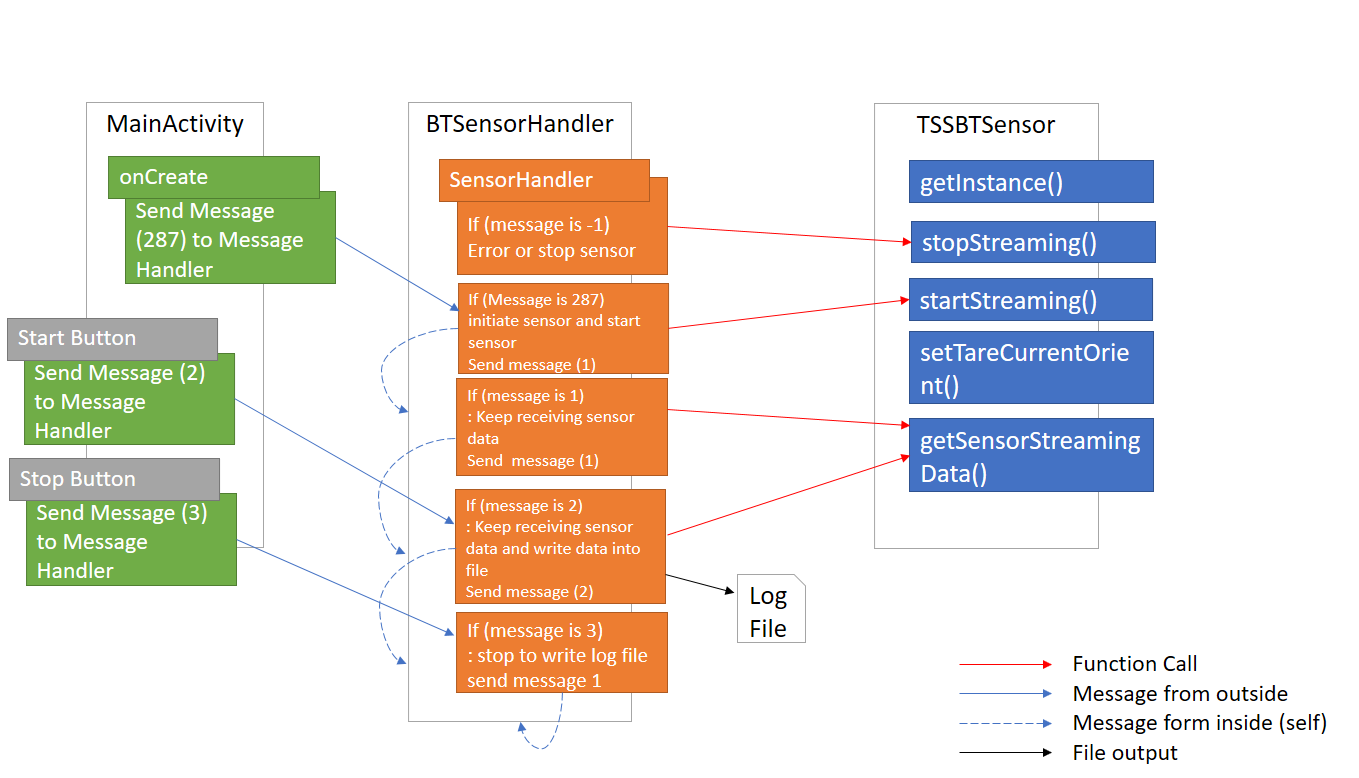 MainActivity
onCreate
Send Message
(287) to Message
Handler
Start Button
Send Message (2)
to Message
Handler
Stop Button
Send Message (3)
to Message
Handler
BTSensorHandler
SensorHandler
If (message is -1)
Error or stop sensor
If (Message is 287)
initiate sensor and start
sensor
Send message (1)
If (message is 1)
: Keep receiving sensor
data
Send message (1)
If (message is 2)
: Keep receiving sensor
data and write data into
file
Send message (2)
If (message is 3)
: stop to write log file
send message 1
TSSBTSensor
getInstance()
stopStreaming()
startStreaming()
setTareCurrentOrie
nt()
getSensorStreaming
Data()
Log
File
Function Call
Message from outside
Message form inside (self)
File output